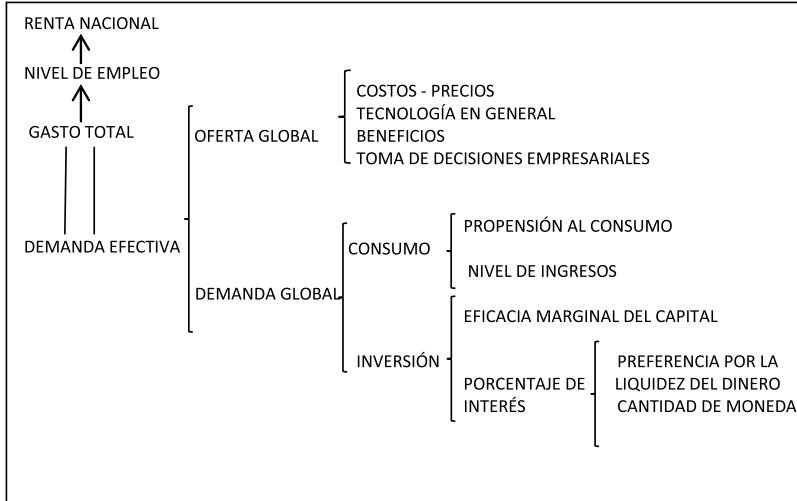 RENTA NACIONAL
NIVEL DE EMPLEO
GASTO TOTAL
DEMANDA EFECTIVA
OFERTA GLOBAL
COSTOS - PRECIOS
TECNOLOGÍA EN GENERAL
BENEFICIOS
TOMA DE DECISIONES EMPRESARIALES
DEMANDA GLOBAL
CONSUMO
PROPENSIÓN AL CONSUMO
NIVEL DE INGRESOS
INVERSIÓN
EFICACIA MARGINAL DEL CAPITAL
PORCENTAJE DE
INTERÉS
PREFERENCIA POR LA
LIQUIDEZ DEL DINERO
CANTIDAD DE MONEDA